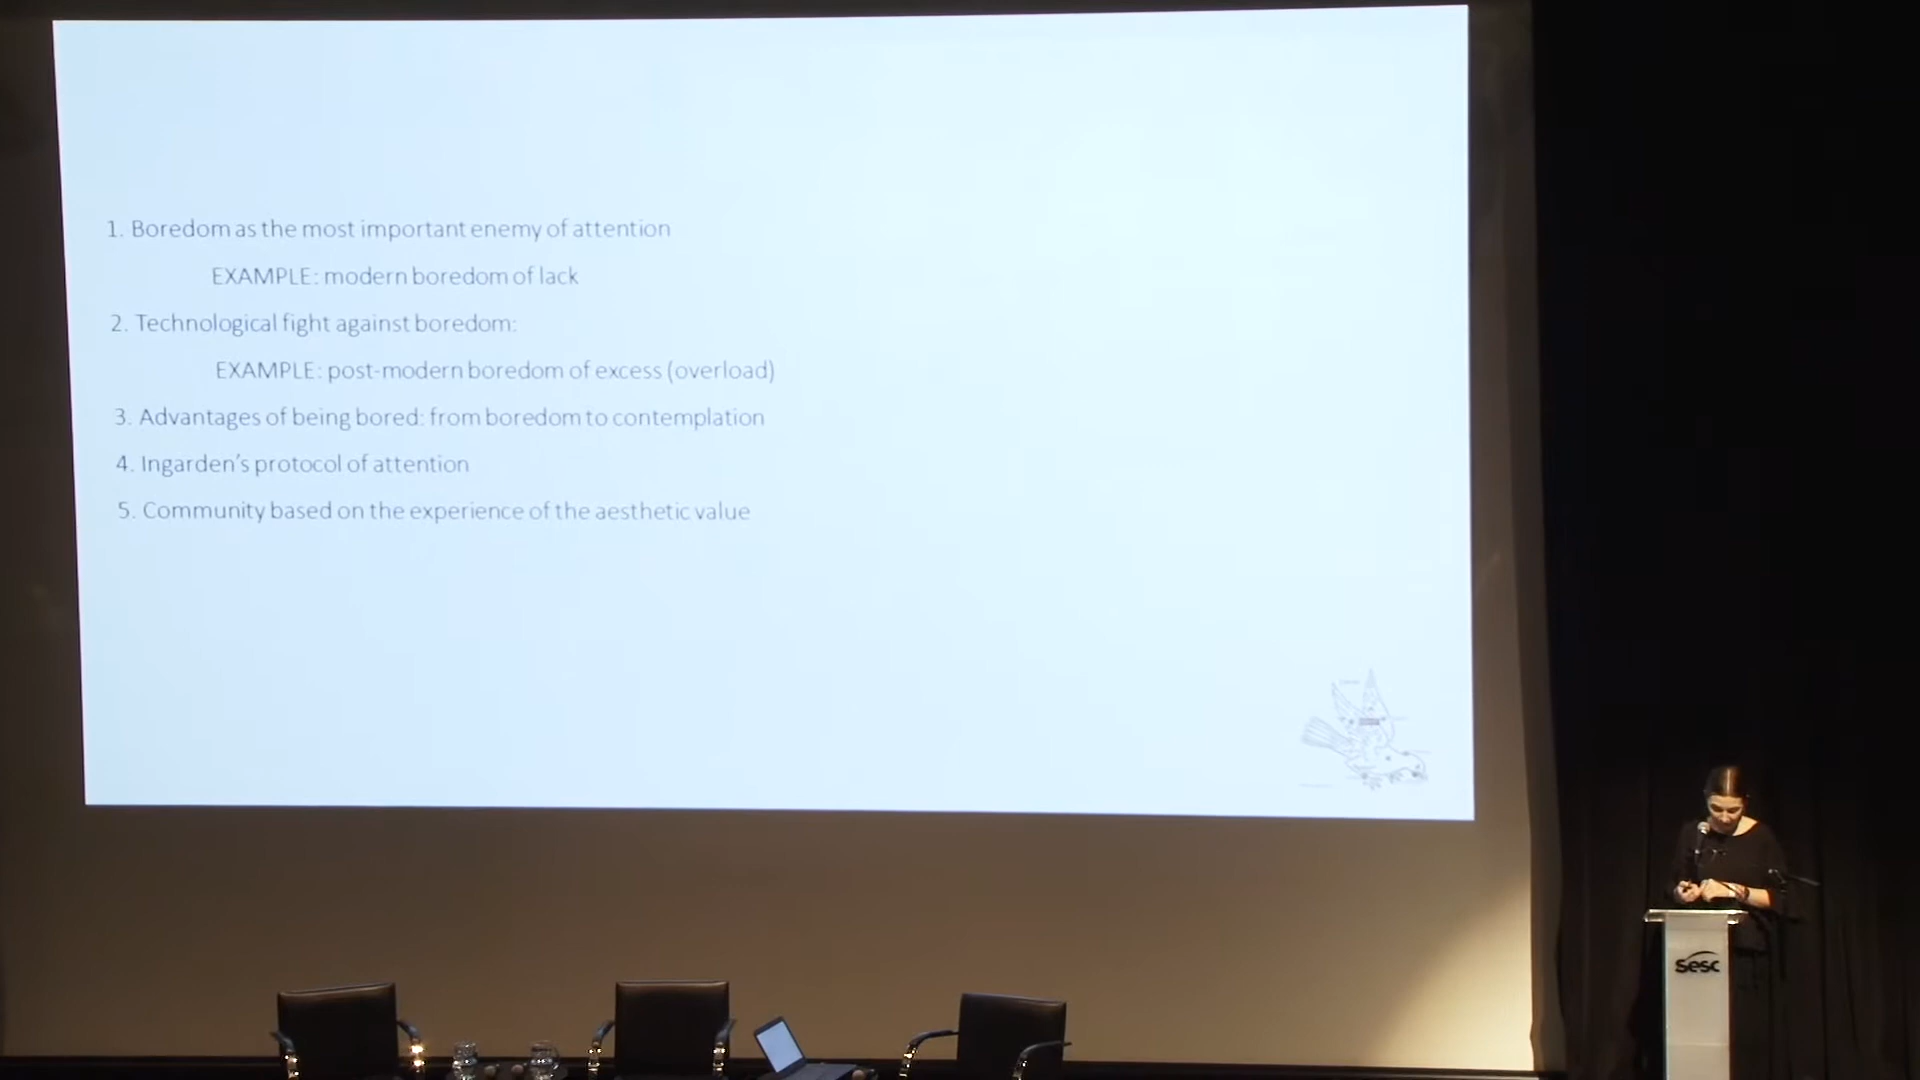 1. Boredom as the most important enemy of attention
EXAMPLE: modern boredom of lack
2. Technological fight against boredom:
EXAMPLE: post-modern boredom of excess (overload)
3. Advantages of being bored: from boredom to contemplation
4. Ingarden's protocol of attention
5. Community based on the experience of the aesthetic value
Sesc